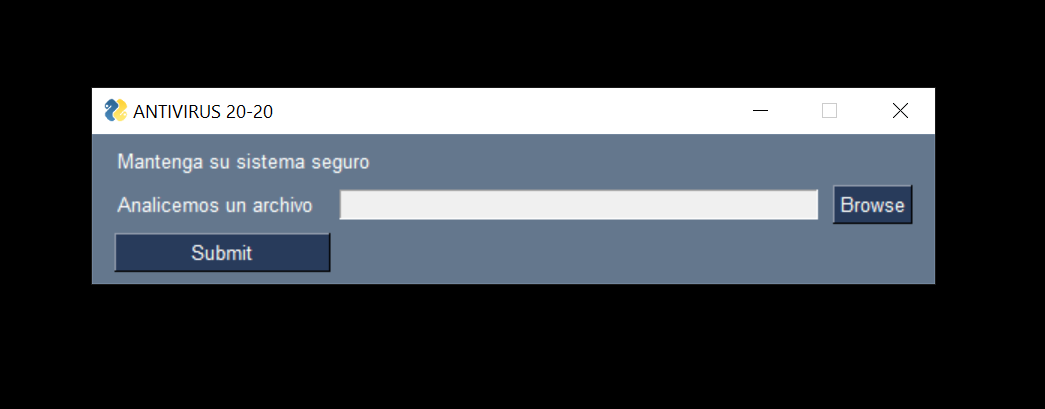 ANTIVIRUS 20-20
Mantenga su sistema seguro
Analicemos un archivo Browse
Submit